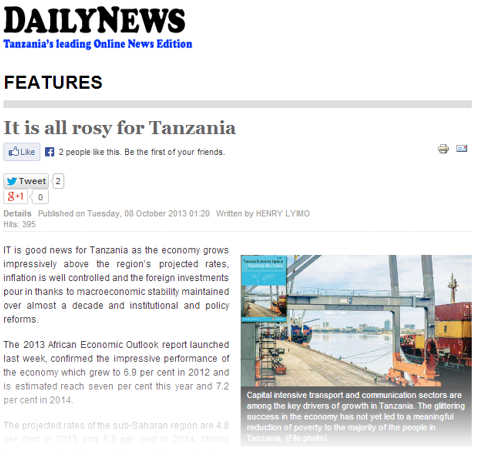 DAILYNEWS
Tanzania's leading Online News Edition
FEATURES
It is all rosy for Tanzania
Like 2 people like this. Be the first of your friends.
Tweet 2
g+1 0
Details Published on Tuesday, 08 October 2013 01:20 Written by HENRY LYIMO
Hits: 395
IT is good news for Tanzania as the economy grows
impressively above the region's projected rates,
inflation is well controlled and the foreign investments
pour in thanks to macroeconomic stability maintained
over almost a decade and institutional and policy
reforms.
The 2013 African Economic Outlook report launched
last week, confirmed the impressive performance of
the economy which grew to 6.9 per cent in 2012 and
is estimated reach seven per cent this year and 7.2
per cent in 2014.
The projected rates of the sub-Saharan region are 4.8
per cent in 2013 and 5.3 per cent in 2014. Mining
Capital intensive transport and communication sectors are
among the key drivers of growth in Tanzania. The glittering
success in the economy has not yet led to a meaningful
reduction of poverty to the majority of the people in
Tanzania. (File photo)